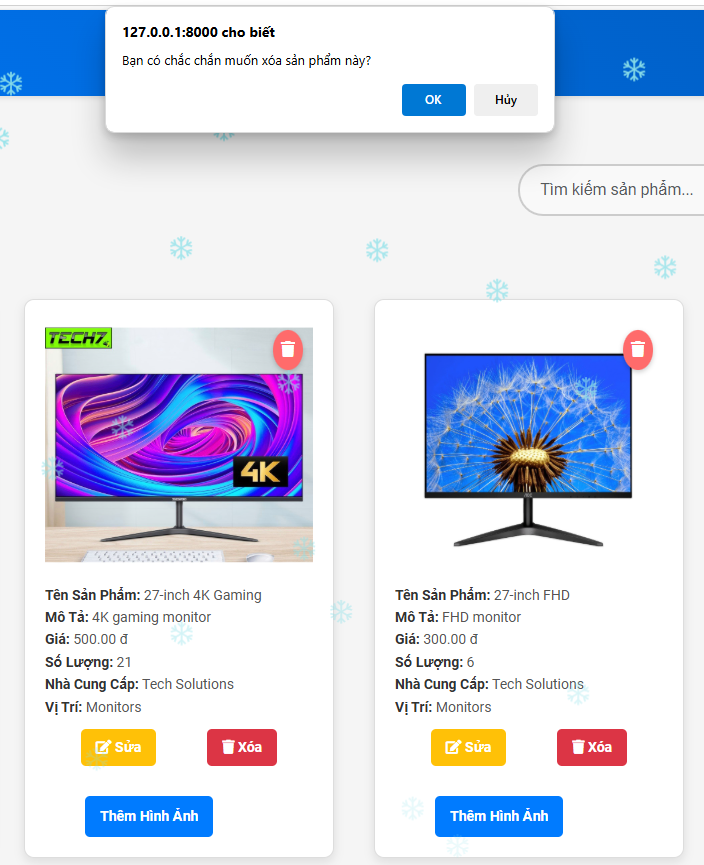 127.0.0.1:8000 cho biết
Bạn có chắc chắn muốn xóa sản phẩm này?
OK
Hủy
Tìm kiếm sản phẩm...
TECH7.
4K
Tên Sản Phẩm: 27-inch 4K Gaming
Mô Tả: 4K gaming monitor
Giá: 500.00 đ
Số Lượng: 21
Nhà Cung Cấp: Tech Solutions
Vị Trí: Monitors
Sửa
Xóa
Thêm Hình Ảnh
Tên Sản Phẩm: 27-inch FHD
Mô Tả: FHD monitor
Giá: 300.00 đ
Số Lượng: 6
Nhà Cung Cấp: Tech Solutions
Vị Trí: Monitors
Sửa
Xóa
Thêm Hình Ảnh